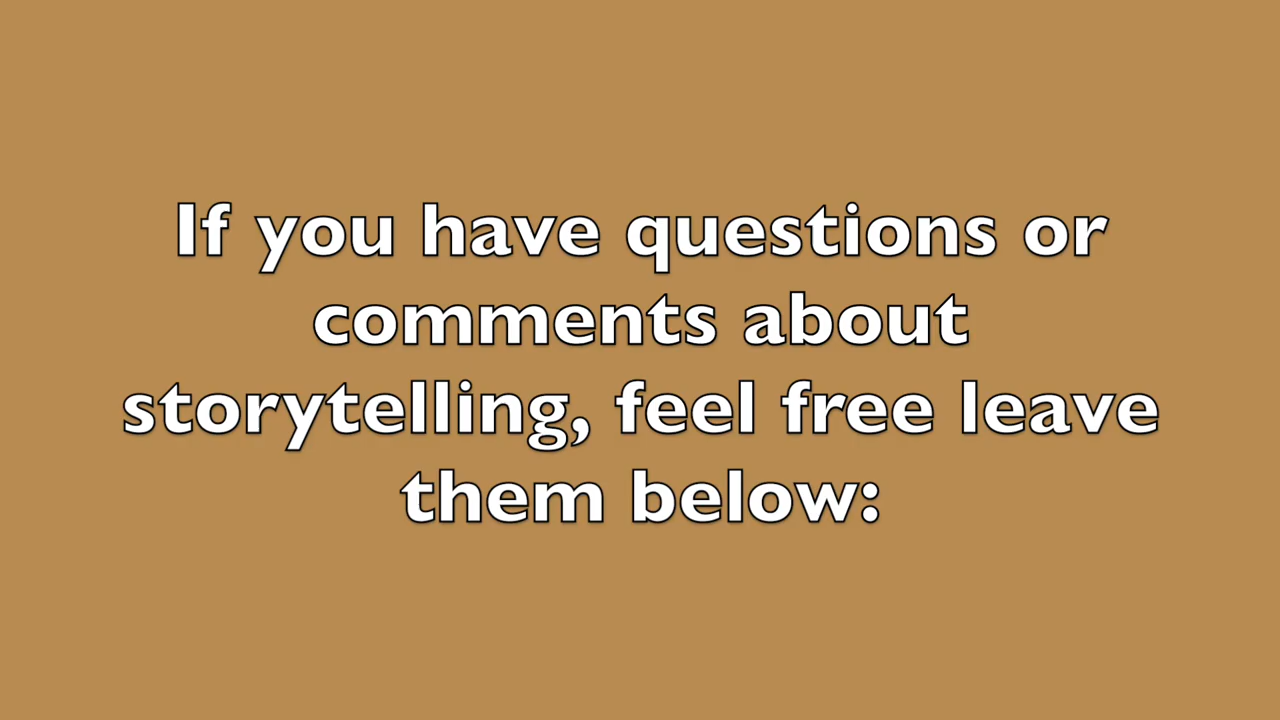 If you have questions or
comments about
storytelling, feel free leave
them below: